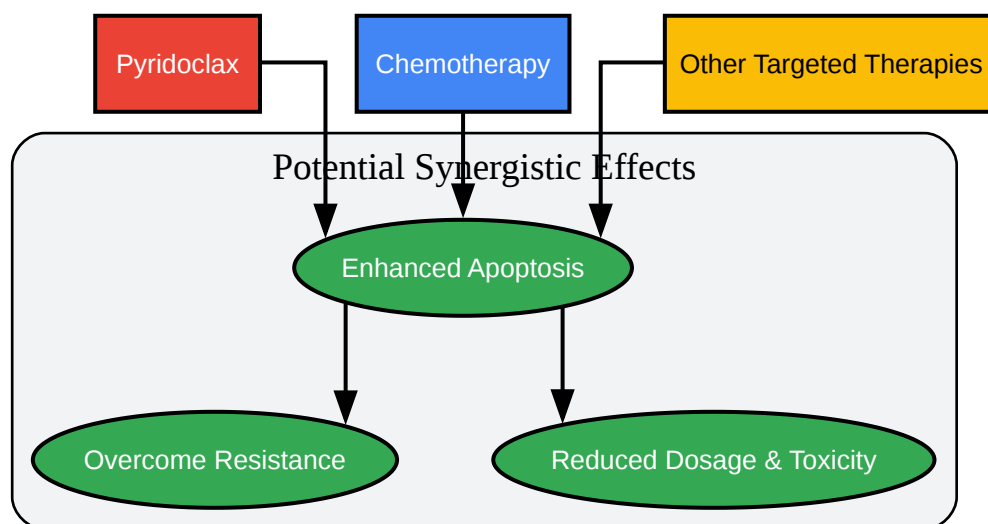 Pyridoclax
Chemotherapy
Other Targeted Therapies
Potential Synergistic Effects
Enhanced Apoptosis
Overcome Resistance
Reduced Dosage & Toxicity